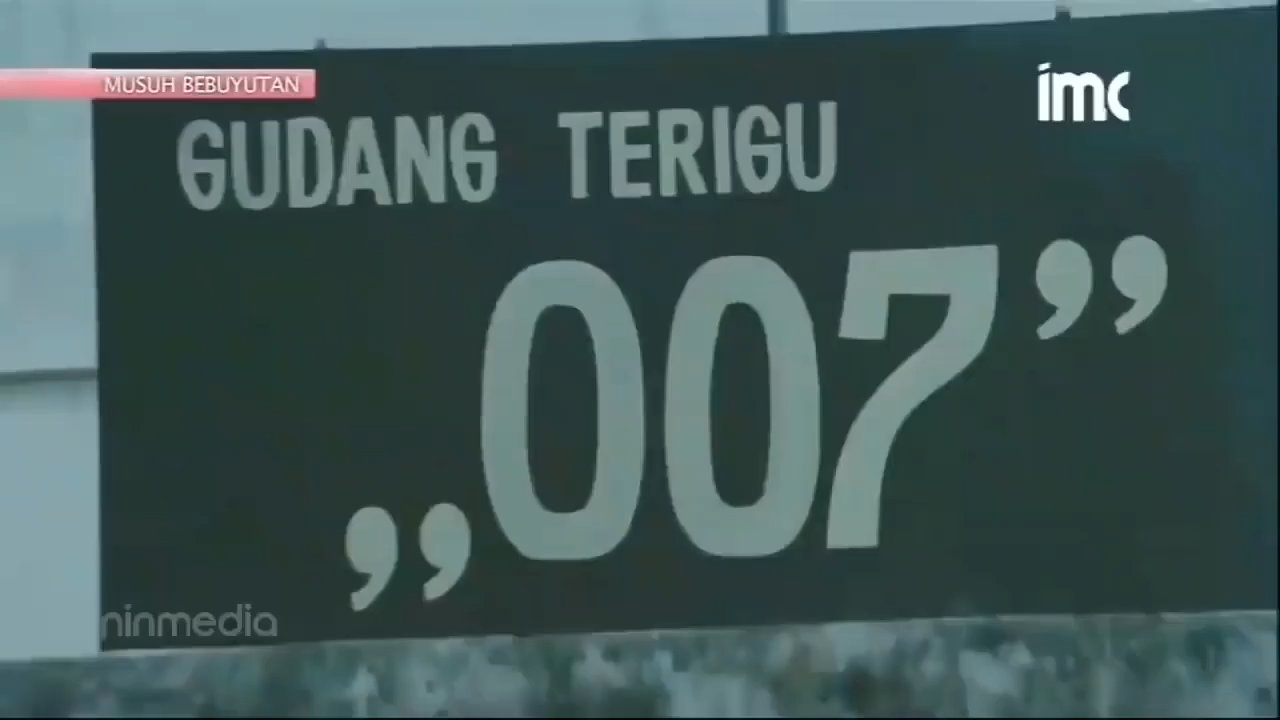 MUSUH BEBUYUTAN
imc
GUDANG TERIGU
„007”
ninmedia